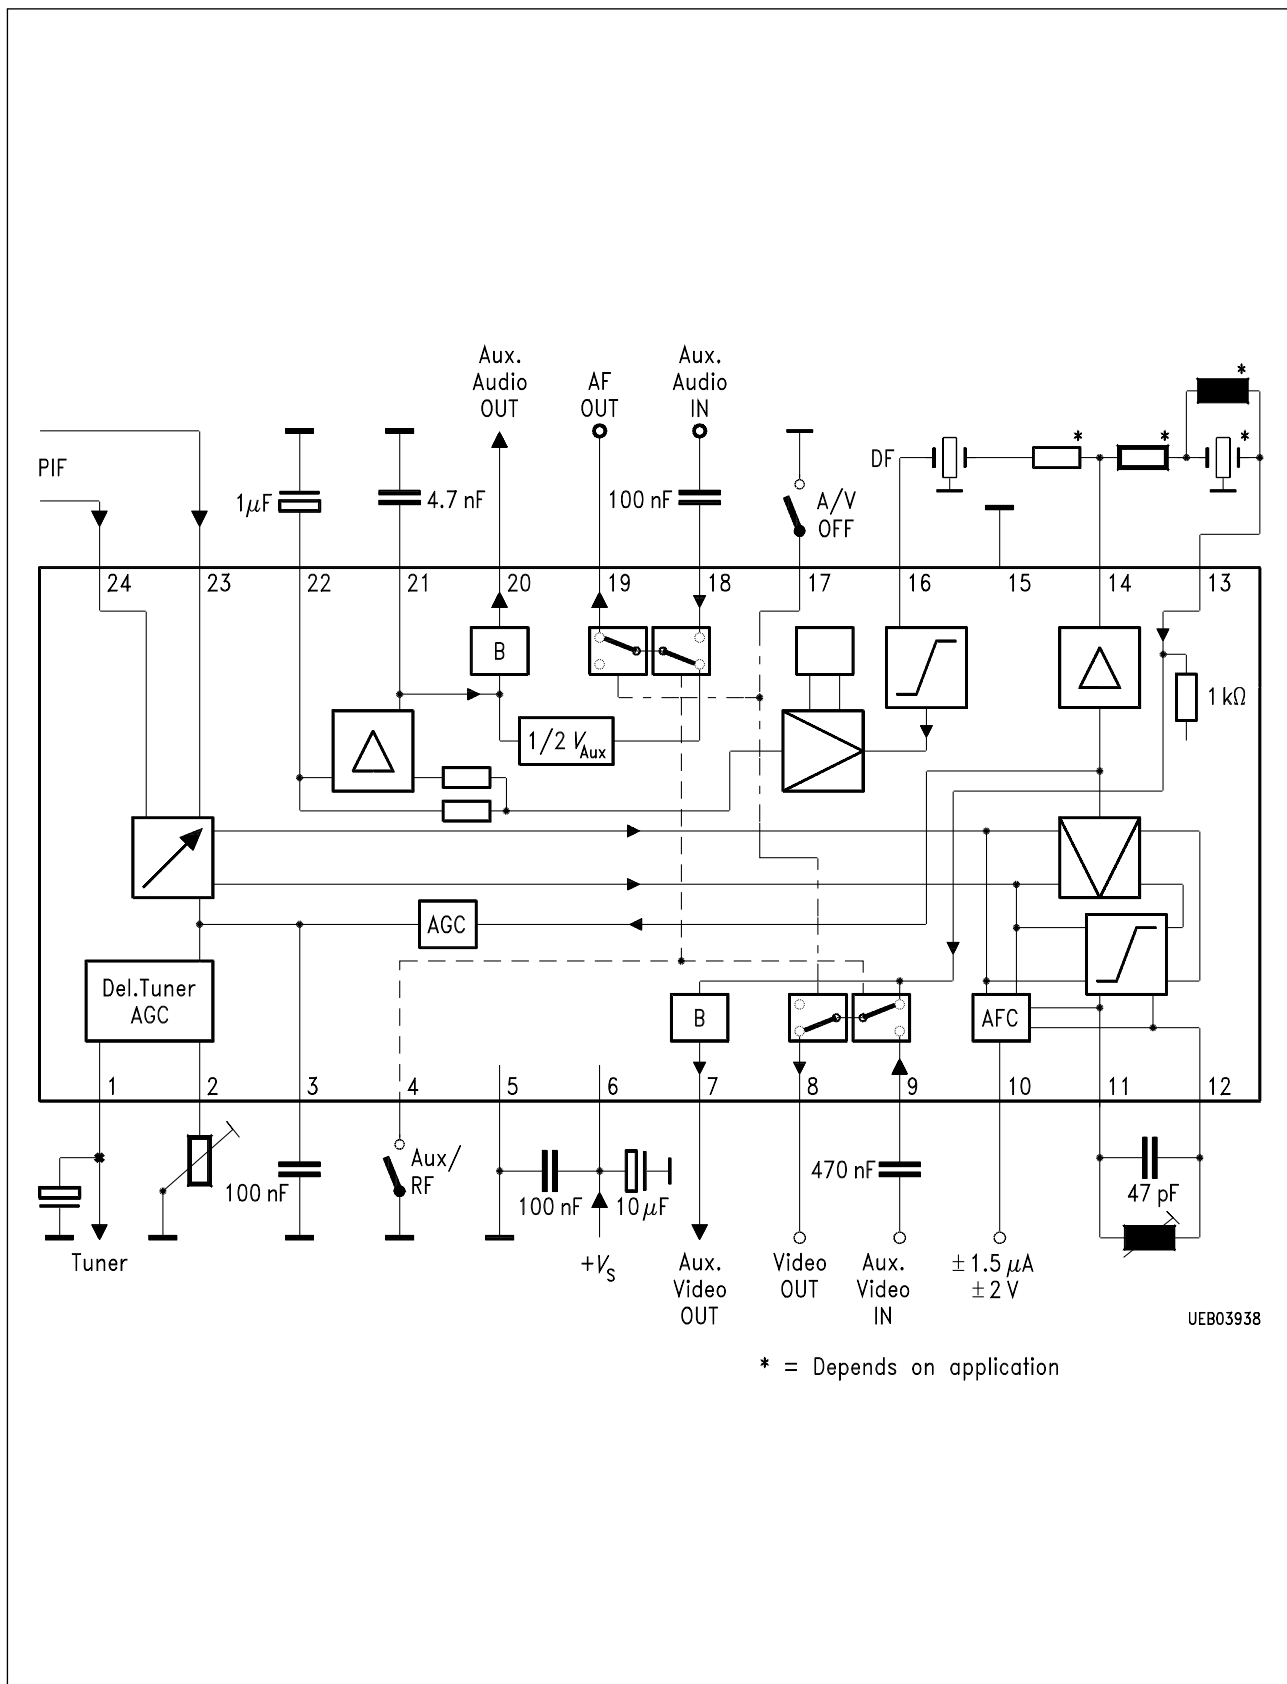 Aux.
Audio
OUT
AF
OUT
Aux.
Audio
IN
*
PIF
1μF
4.7 nF
100 nF
A/V
OFF
DF
*
*
*
24
23
22
21
20
19
18
17
16
15
14
13
B
1 kΩ
1/2 VAux
AGC
Del.Tuner
AGC
B
AFC
1
2
3
4
5
6
7
8
9
10
11
12
100 nF
Aux/
RF
100 nF
10 μF
470 nF
47 pF
Tuner
+VS
Aux.
Video
OUT
Video
OUT
Aux.
Video
IN
± 1.5 μA
± 2 V
UEB03938
* = Depends on application